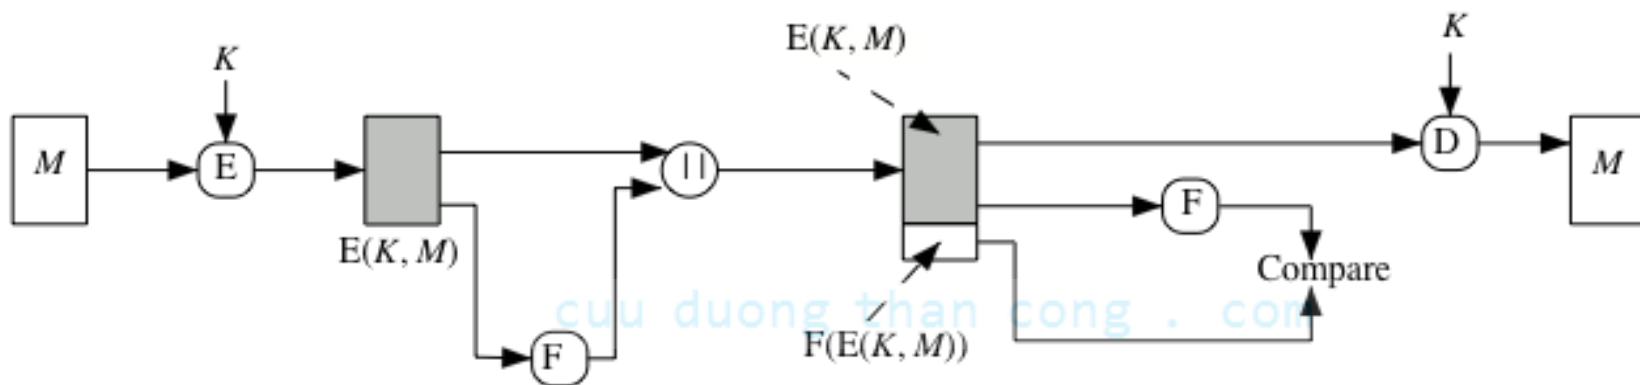 K
M
E
E(K, M)
F
||
E(K, M)
F(E(K, M))
F
Compare
K
D
M
cuu duong than cong . com